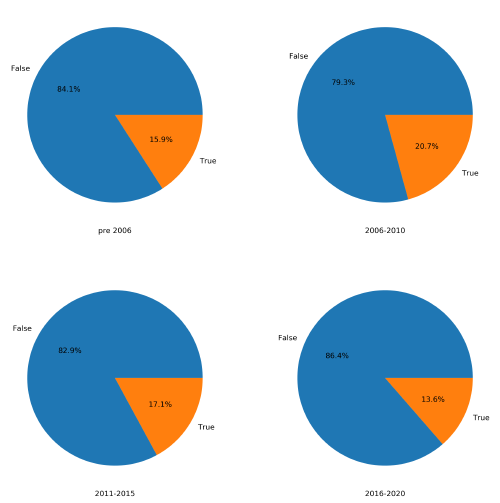 False
84.1%
15.9%
True
pre 2006
False
79.3%
20.7%
True
2006-2010
False
82.9%
17.1%
True
2011-2015
False
86.4%
13.6%
True
2016-2020